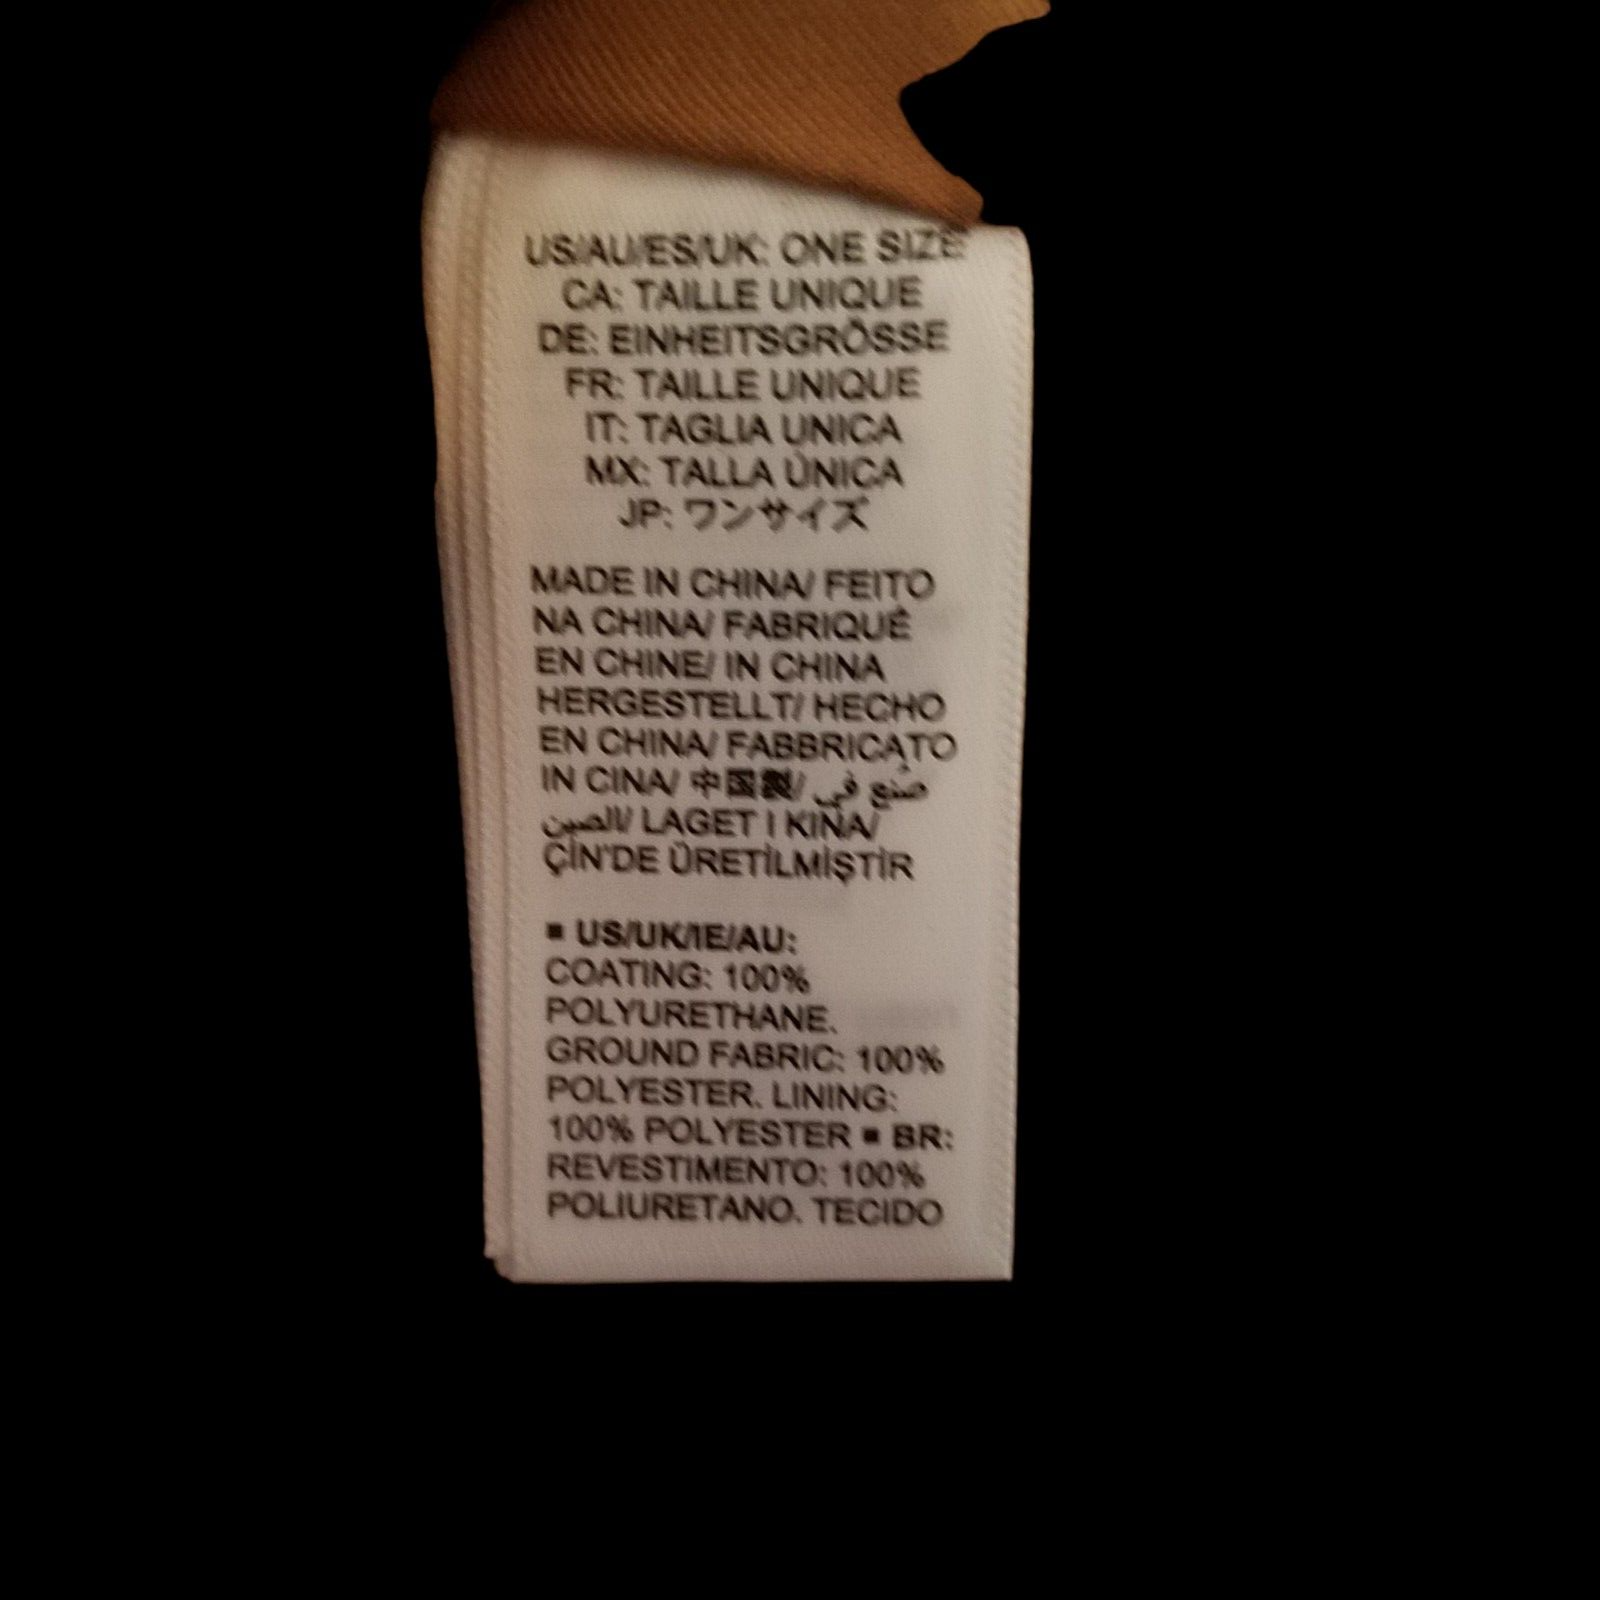 US/AU/ES/UK: ONE SIZE
CA: TAILLE UNIQUE
DE: EINHEITSGRÖSSE
FR: TAILLE UNIQUE
IT: TAGLIA UNICA
MX: TALLA ÚNICA
JP: ワンサイズ
MADE IN CHINA/ FEITO
NA CHINA/ FABRIQUÉ
EN CHINE/ IN CHINA
HERGESTELLT/ HECHO
EN CHINA/ FABBRICATO
IN CINA/ 中国製/ صُنع في
الصين/ LAGET I KINA/
ÇİN'DE ÜRETİLMİŞTİR
▪ US/UK/IE/AU:
COATING: 100%
POLYURETHANE.
GROUND FABRIC: 100%
POLYESTER. LINING:
100% POLYESTER ▪ BR:
REVESTIMENTO: 100%
POLIURETANO. TECIDO